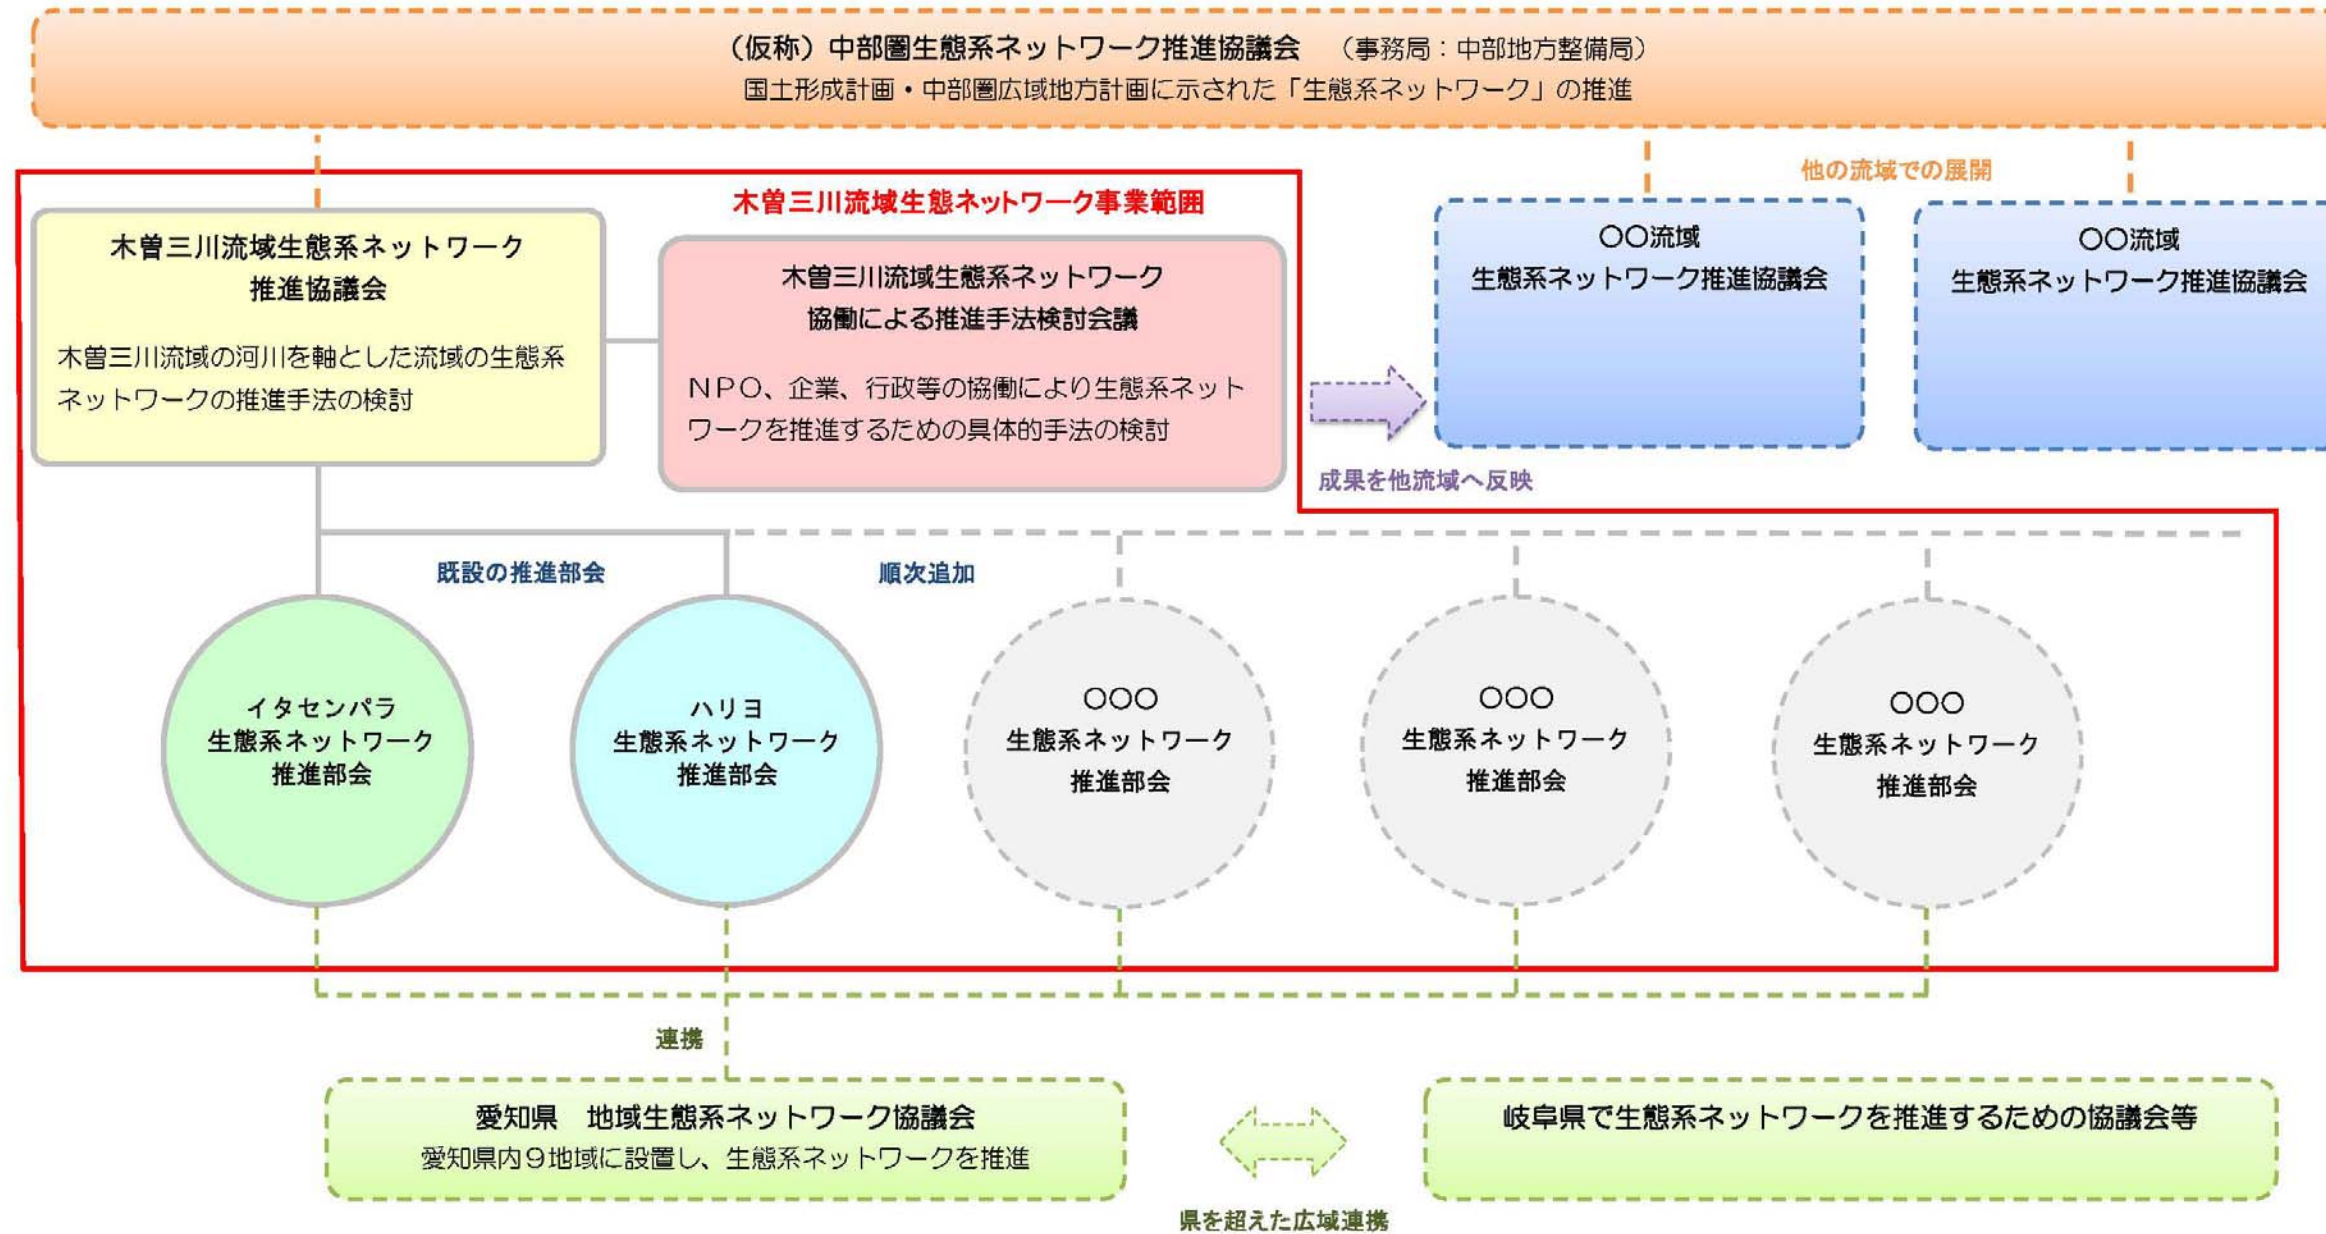 （仮称）中部圏生態系ネットワーク推進協議会　（事務局：中部地方整備局）
国土形成計画・中部圏広域地方計画に示された「生態系ネットワーク」の推進
他の流域での展開
木曽三川流域生態ネットワーク事業範囲
木曽三川流域生態系ネットワーク
推進協議会
木曽三川流域の河川を軸とした流域の生態系
ネットワークの推進手法の検討
木曽三川流域生態系ネットワーク
協働による推進手法検討会議
ＮＰＯ、企業、行政等の協働により生態系ネット
ワークを推進するための具体的手法の検討
〇〇流域
生態系ネットワーク推進協議会
〇〇流域
生態系ネットワーク推進協議会
成果を他流域へ反映
既設の推進部会
順次追加
イタセンパラ
生態系ネットワーク
推進部会
ハリヨ
生態系ネットワーク
推進部会
〇〇〇
生態系ネットワーク
推進部会
〇〇〇
生態系ネットワーク
推進部会
〇〇〇
生態系ネットワーク
推進部会
連携
愛知県　地域生態系ネットワーク協議会
愛知県内９地域に設置し、生態系ネットワークを推進
岐阜県で生態系ネットワークを推進するための協議会等
県を超えた広域連携